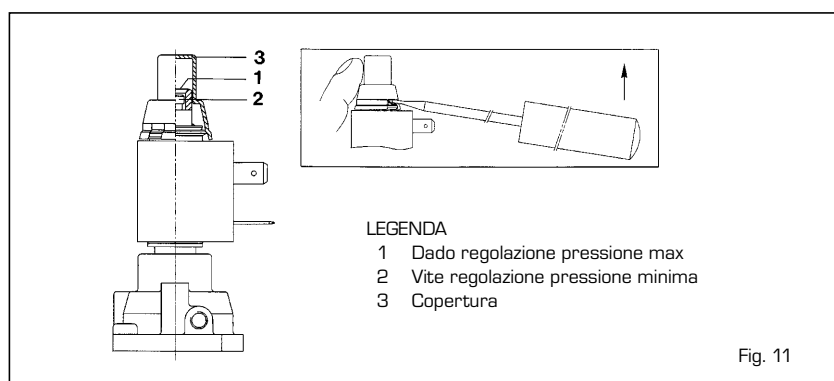 3
1
2
LEGENDA
1 Dado regolazione pressione max
2 Vite regolazione pressione minima
3 Copertura
Fig. 11